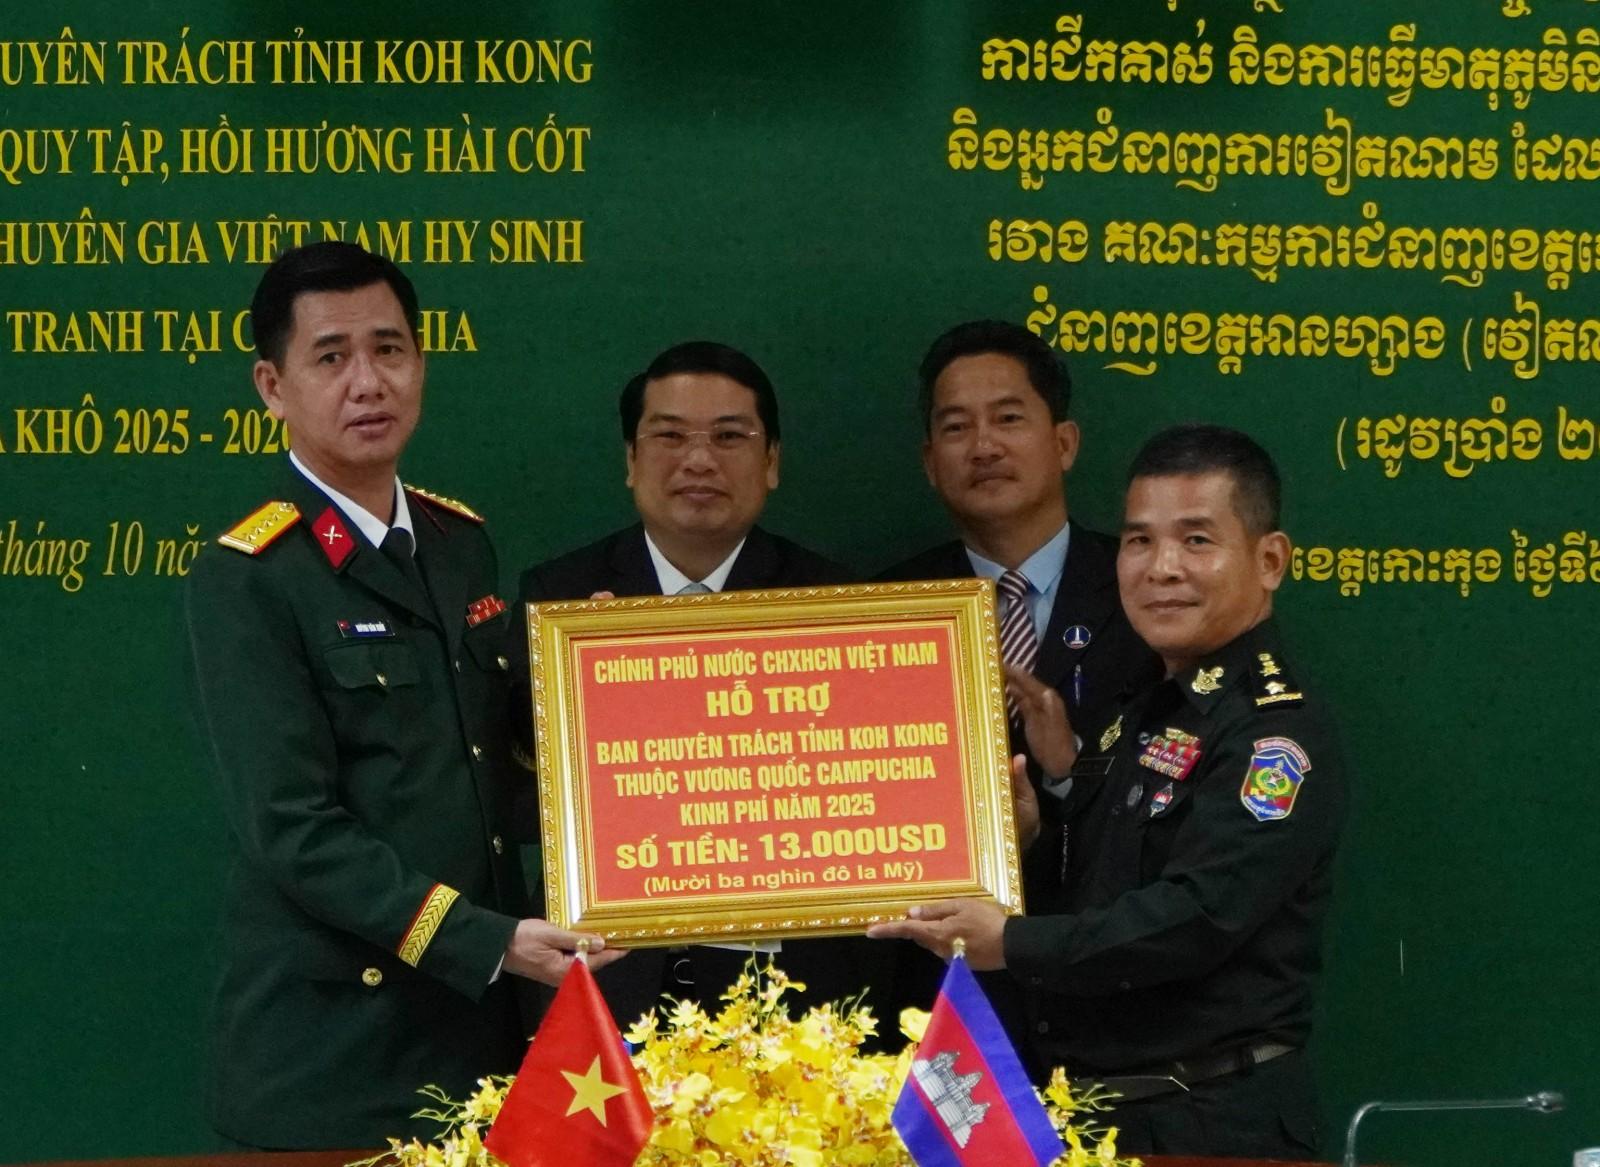 UYÊN TRÁCH TỈNH KOH KONG
QUY TẬP, HỒI HƯƠNG HÀI CỐT
HUYÊN GIA VIỆT NAM HY SINH
TRANH TẠI C HIA
KHÔ 2025 - 202
tháng 10 nă
ការជីកគាស់ និងការធ្វើមាតុភូមិនិ
និងអ្នកជំនាញការវៀតណាម ដែល
រវាង គណៈកម្មការជំនាញខេត្ត
ជំនាញខេត្តអានហ្សាង (វៀតណ
(រដូវប្រាំង ២
ខេត្តកោះកុង ថ្ងៃទី
CHÍNH PHỦ NƯỚC CHXHCN VIỆT NAM
HỖ TRỢ
BAN CHUYÊN TRÁCH TỈNH KOH KONG
THUỘC VƯƠNG QUỐC CAMPUCHIA
KINH PHÍ NĂM 2025
SỐ TIỀN: 13.000USD
(Mười ba nghìn đô la Mỹ)